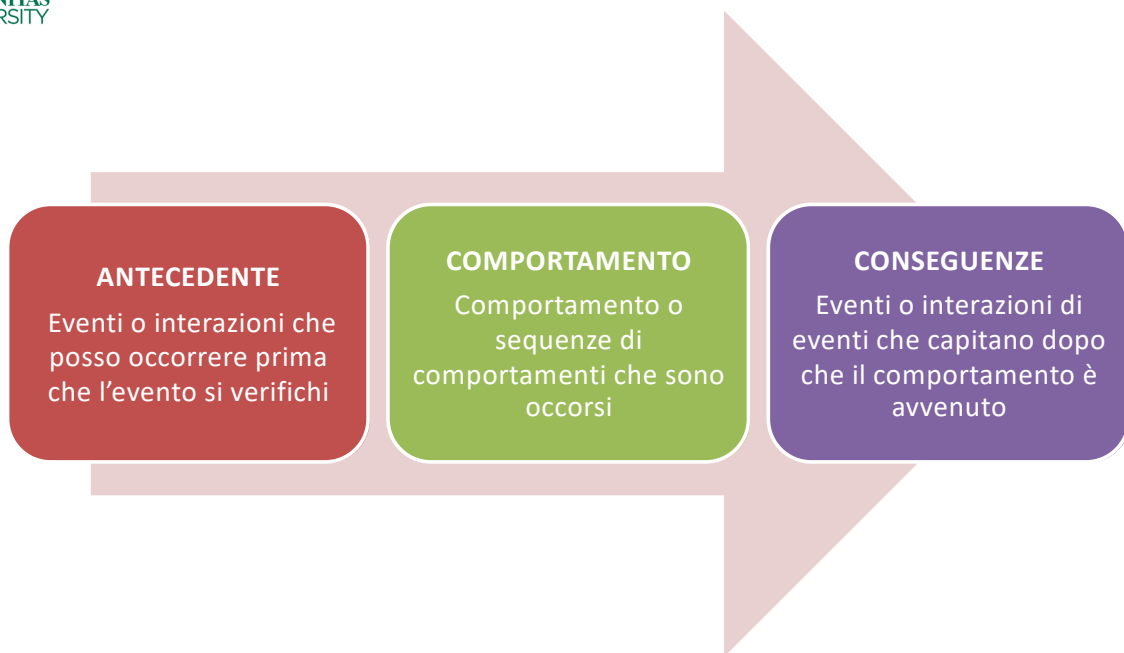 RSITY
ANTECEDENTE
Eventi o interazioni che
posso occorrere prima
che l'evento si verifichi
COMPORTAMENTO
Comportamento o
sequenze di
comportamenti che sono
occorsi
CONSEGUENZE
Eventi o interazioni di
eventi che capitano dopo
che il comportamento è
avvenuto